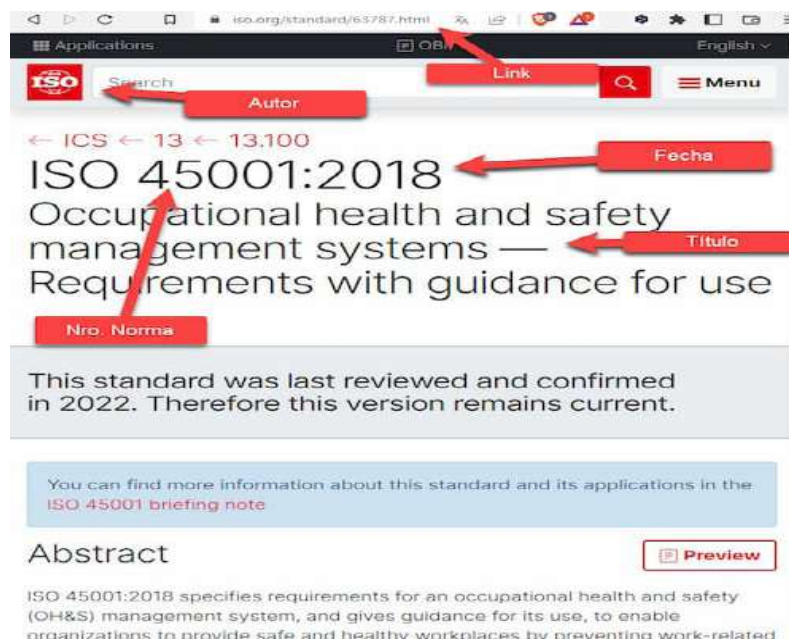 iso.org/standard/63787.html
Applications
English
Link
ISO
Search
Menu
Autor
← ICS ← 13 ← 13.100
Fecha
ISO 45001:2018
Occupational health and safety
management systems —
Título
Requirements with guidance for use
Nro. Norma
This standard was last reviewed and confirmed
in 2022. Therefore this version remains current.
You can find more information about this standard and its applications in the
ISO 45001 briefing note
Abstract
Preview
ISO 45001:2018 specifies requirements for an occupational health and safety
(OH&S) management system, and gives guidance for its use, to enable
organizations to provide safe and healthy workplaces by preventing work-related